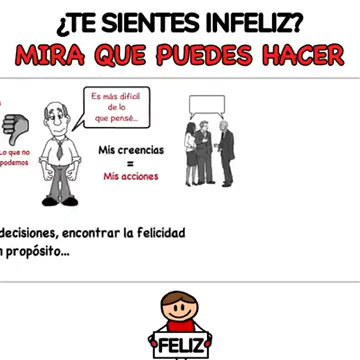 ¿TE SIENTES INFELIZ?
MIRA QUE PUEDES HACER
Es más difícil
de lo
que pensé...
Lo que no
podemos
Mis creencias
=
Mis acciones
decisiones, encontrar la felicidad
propósito...
FELIZ